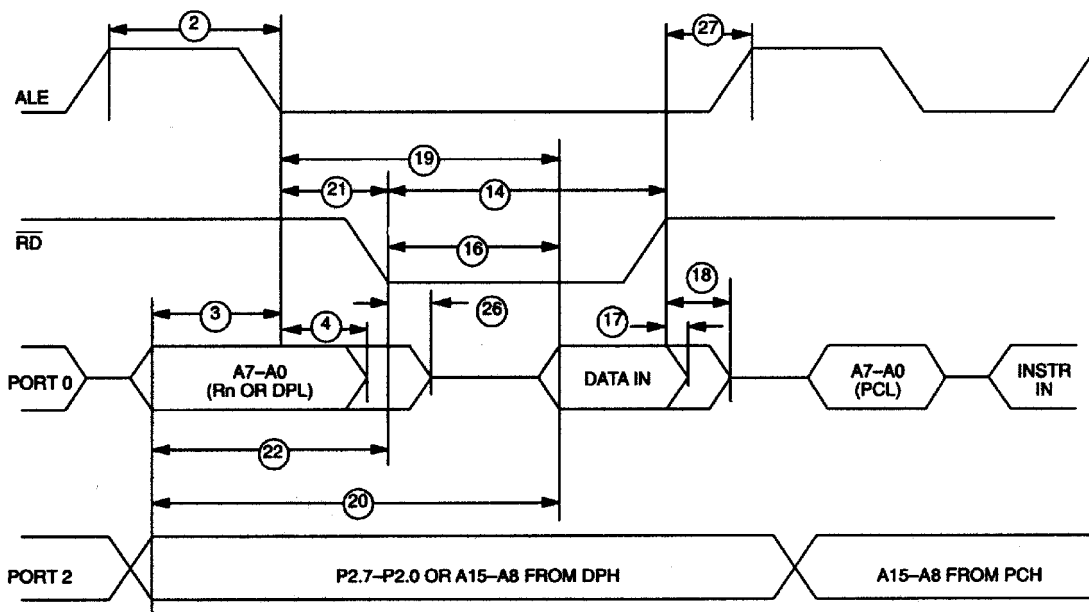 2
27
ALE
19
21
14
RD
16
18
3
4
26
17
PORT 0
A7–A0
(Rn OR DPL)
DATA IN
A7–A0
(PCL)
INSTR
IN
22
20
PORT 2
P2.7–P2.0 OR A15–A8 FROM DPH
A15–A8 FROM PCH